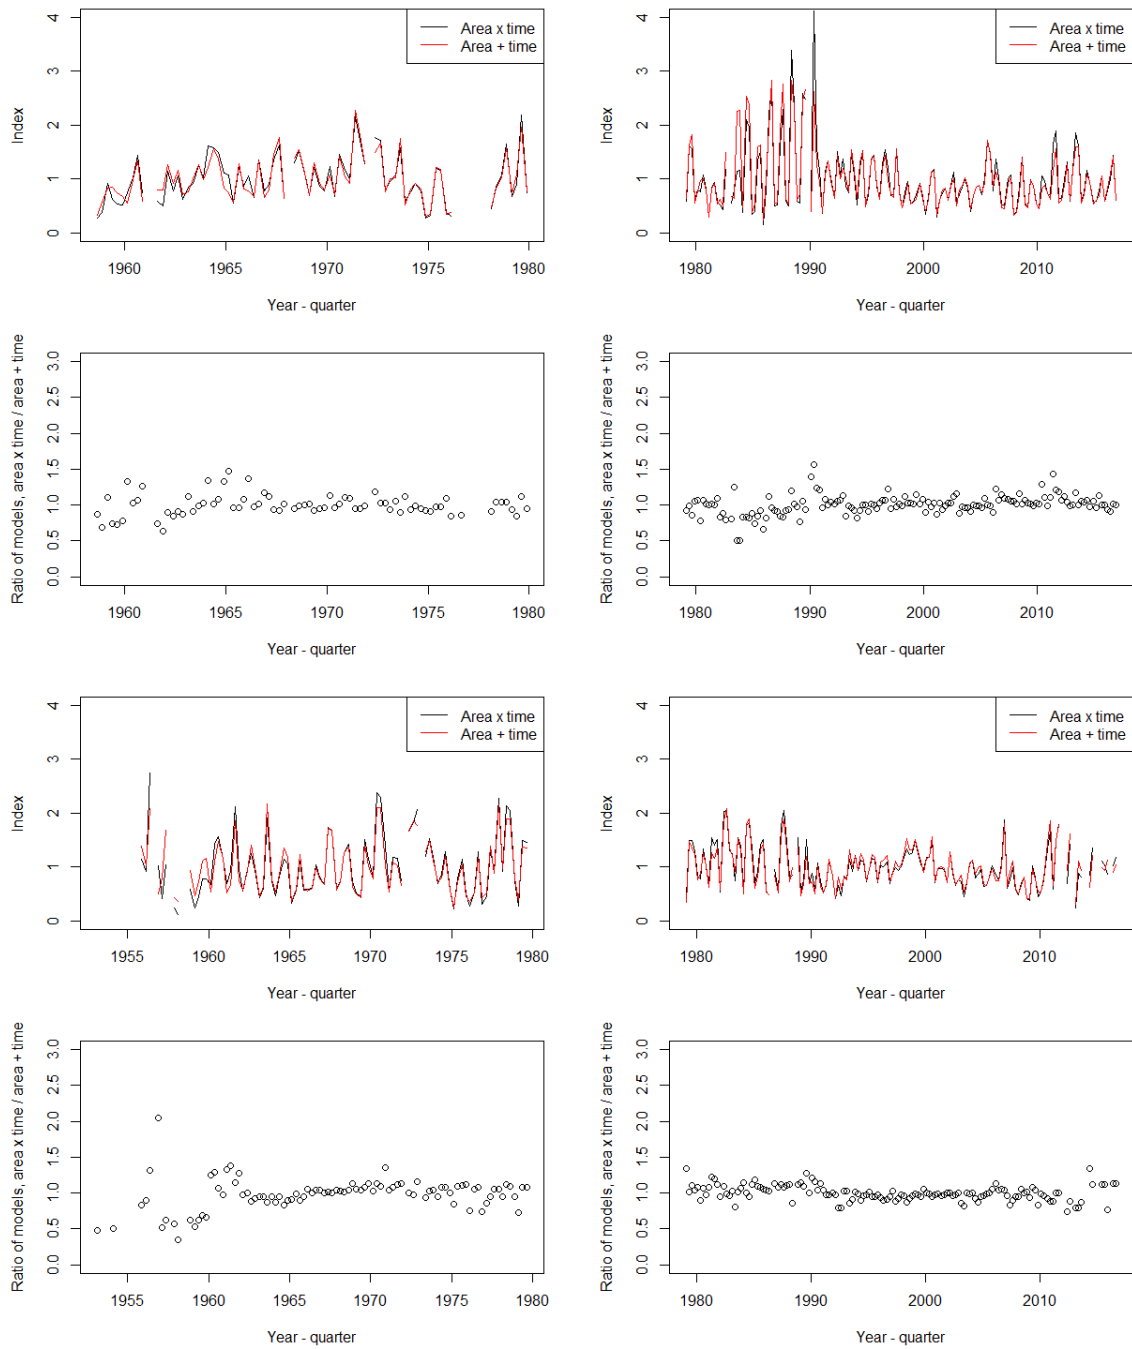 Index
0 1 2 3 4
Area x time
Area + time
1960 1965 1970 1975 1980
Year - quarter
Index
0 1 2 3 4
Area x time
Area + time
1980 1990 2000 2010
Year - quarter
Ratio of models, area x time / area + time
0.0 0.5 1.0 1.5 2.0 2.5 3.0
1960 1965 1970 1975 1980
Year - quarter
Ratio of models, area x time / area + time
0.0 0.5 1.0 1.5 2.0 2.5 3.0
1980 1990 2000 2010
Year - quarter
Index
0 1 2 3 4
Area x time
Area + time
1955 1960 1965 1970 1975 1980
Year - quarter
Index
0 1 2 3 4
Area x time
Area + time
1980 1990 2000 2010
Year - quarter
Ratio of models, area x time / area + time
0.0 0.5 1.0 1.5 2.0 2.5 3.0
1955 1960 1965 1970 1975 1980
Year - quarter
Ratio of models, area x time / area + time
0.0 0.5 1.0 1.5 2.0 2.5 3.0
1980 1990 2000 2010
Year - quarter